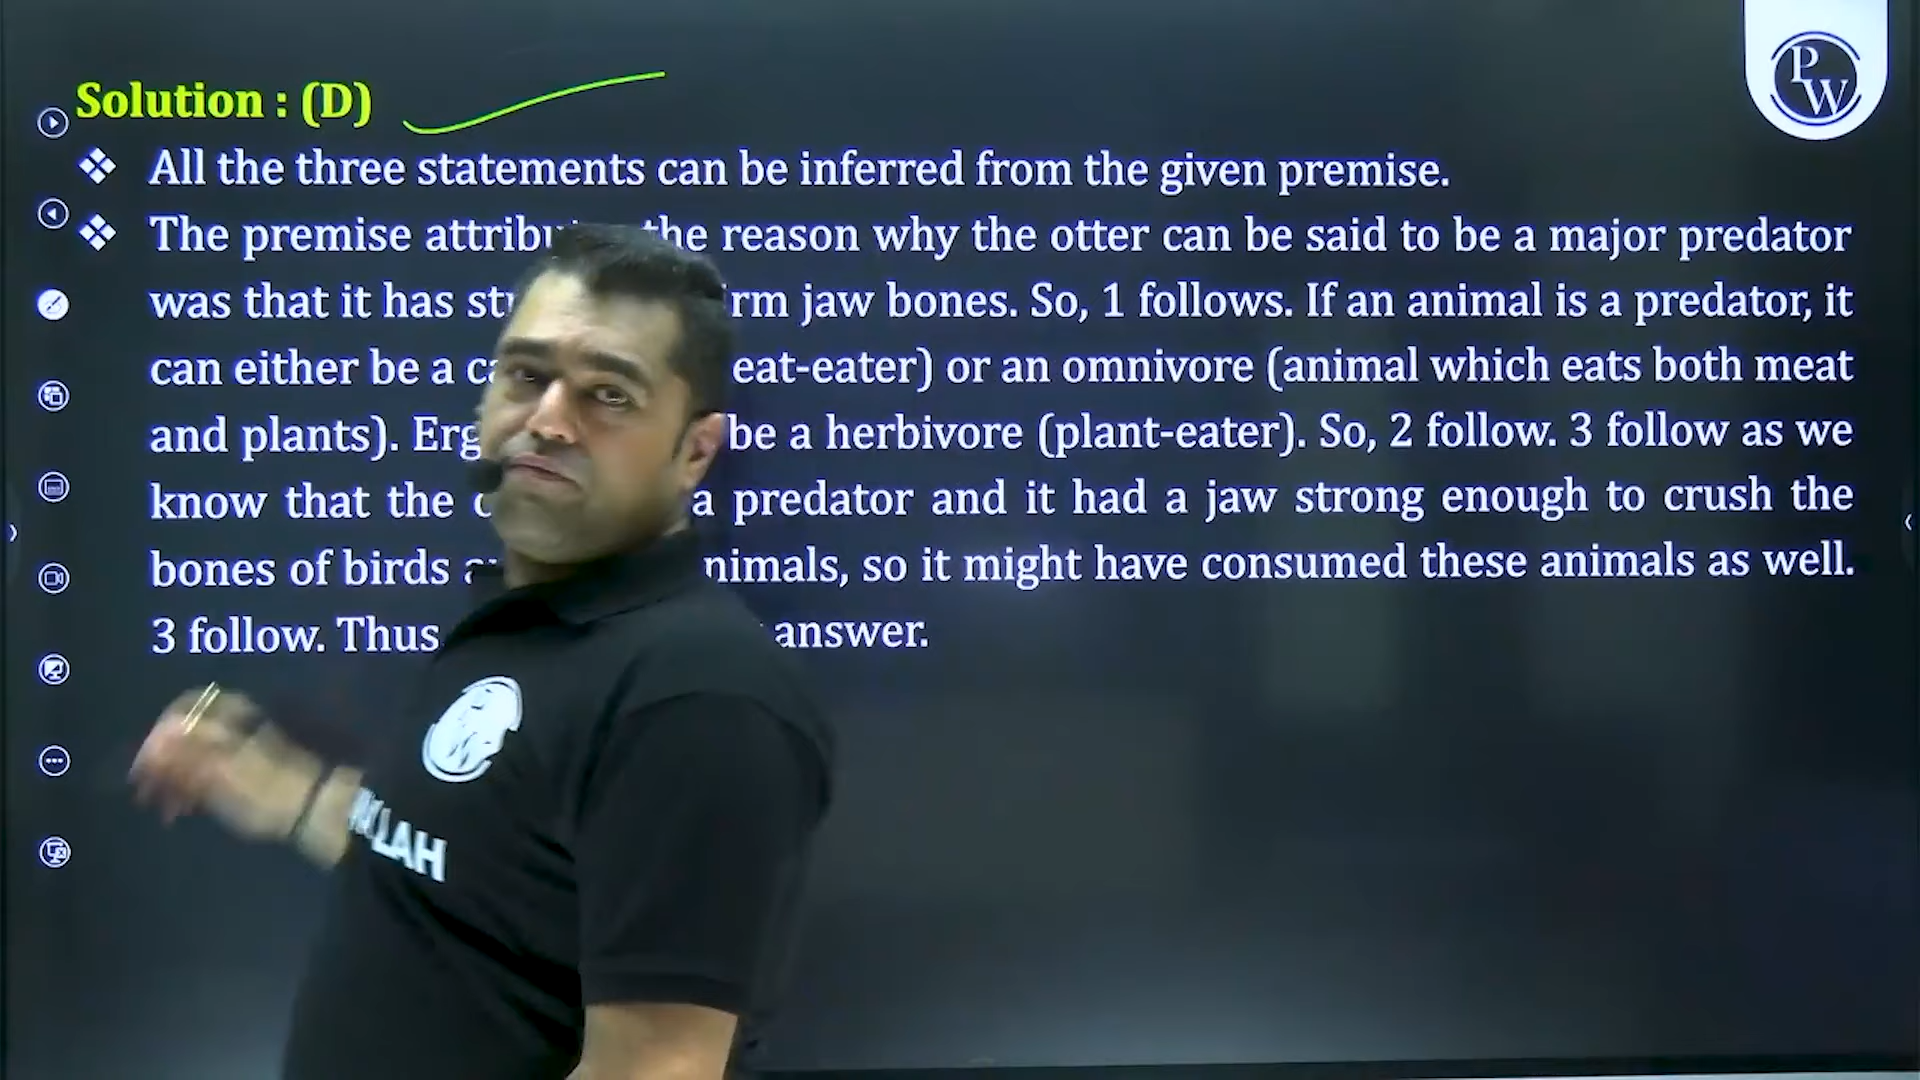 Solution : (D)
❖ All the three statements can be inferred from the given premise.
❖ The premise the reason why the otter can be said to be a major predator
was that it has jaw bones. So, 1 follows. If an animal is a predator, it
can either be a eat-eater) or an omnivore (animal which eats both meat
and plants). be a herbivore (plant-eater). So, 2 follow. 3 follow as we
know that the a predator and it had a jaw strong enough to crush the
bones of birds nimals, so it might have consumed these animals as well.
3 follow. Thus answer.
PW
LLAH